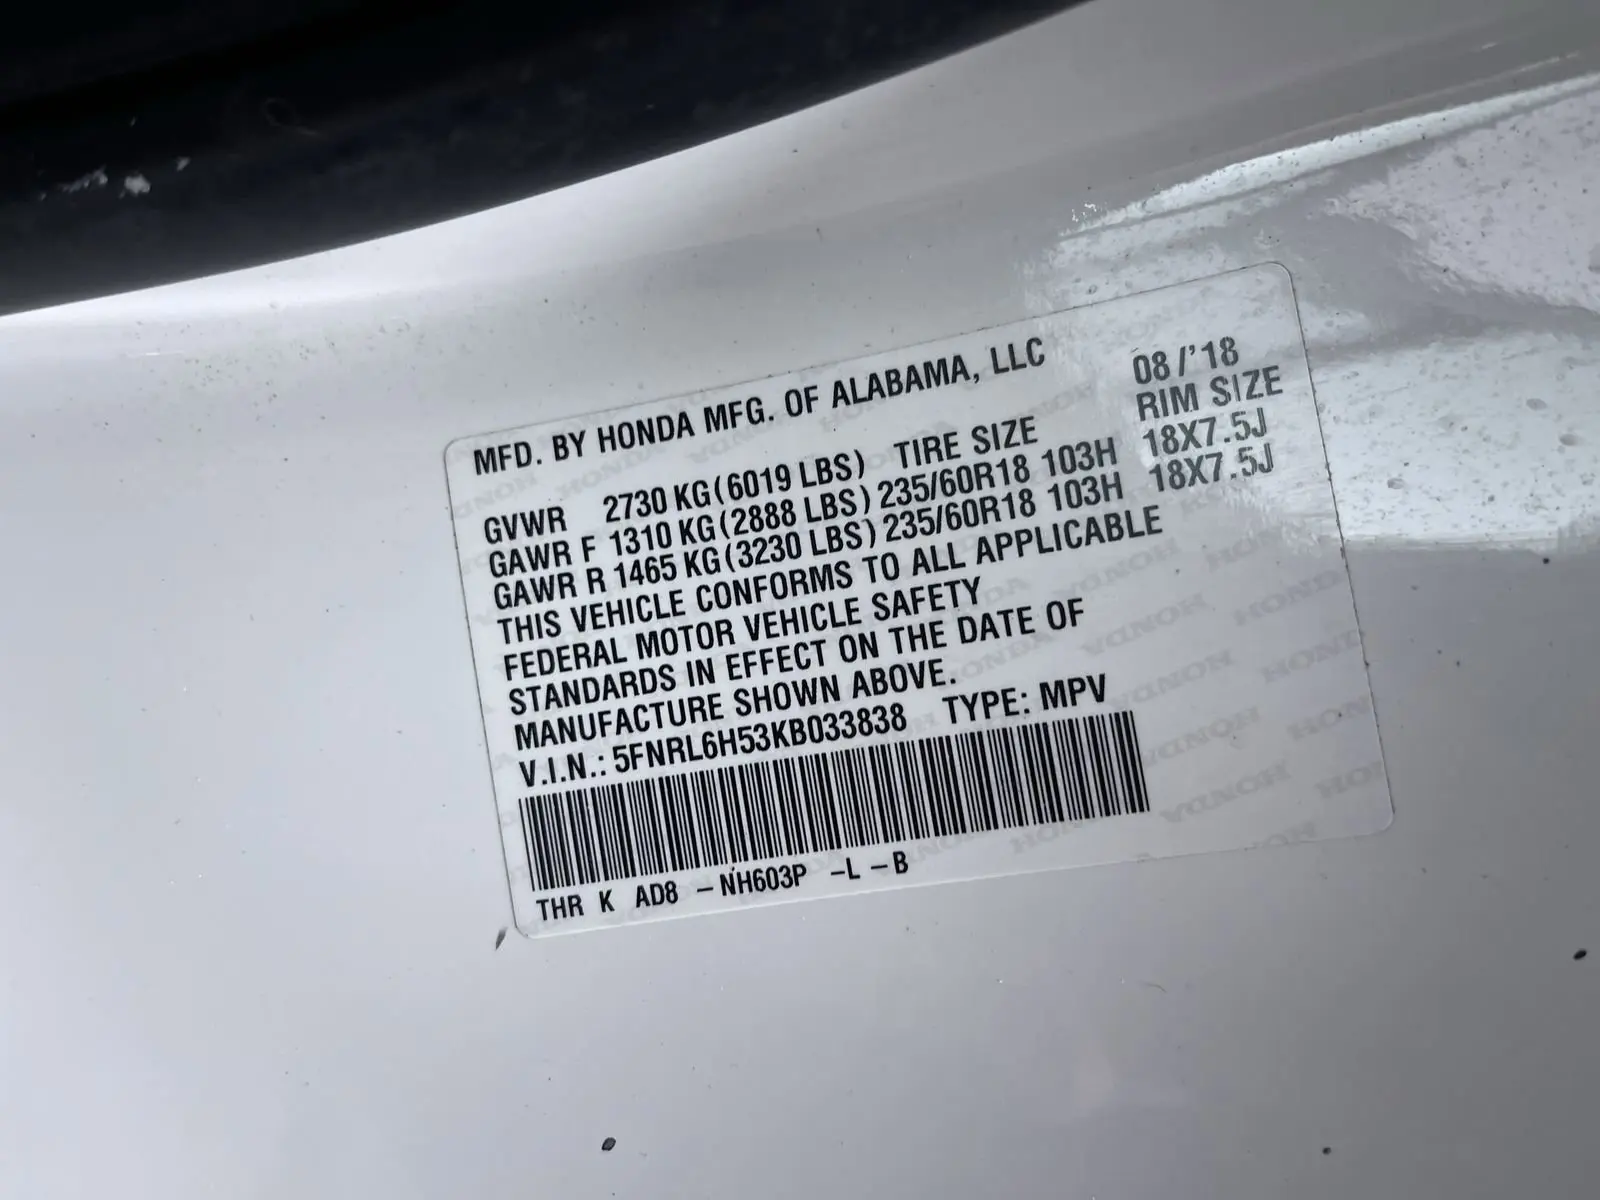 MFD. BY HONDA MFG. OF ALABAMA, LLC 08/'18
GVWR 2730 KG(6019 LBS) TIRE SIZE RIM SIZE
GAWR F 1310 KG(2888 LBS) 235/60R18 103H 18X7.5J
GAWR R 1465 KG(3230 LBS) 235/60R18 103H 18X7.5J
THIS VEHICLE CONFORMS TO ALL APPLICABLE
FEDERAL MOTOR VEHICLE SAFETY
STANDARDS IN EFFECT ON THE DATE OF
MANUFACTURE SHOWN ABOVE.
V.I.N.: 5FNRL6H53KB033838 TYPE: MPV
THR K AD8 -NH603P -L -B